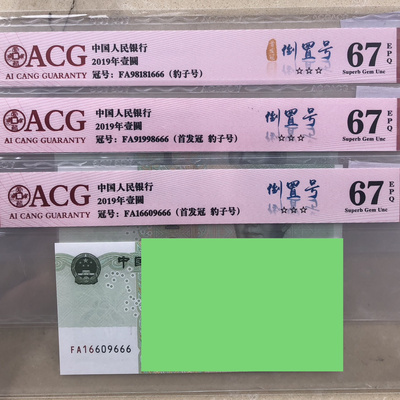 ACG
AI CANG GUARANTY
中国人民银行
2019年壹圆
冠号：FA98181666（豹子号）
倒置号
☆☆☆
67
EPQ
Superb Gem Unc
ACG
AI CANG GUARANTY
中国人民银行
2019年壹圆
冠号：FA91998666（首发冠 豹子号）
倒置号
☆☆☆
67
EPQ
Superb Gem Unc
ACG
AI CANG GUARANTY
中国人民银行
2019年壹圆
冠号：FA16609666（首发冠 豹子号）
倒置号
☆☆☆
67
EPQ
Superb Gem Unc
中国
FA16609666